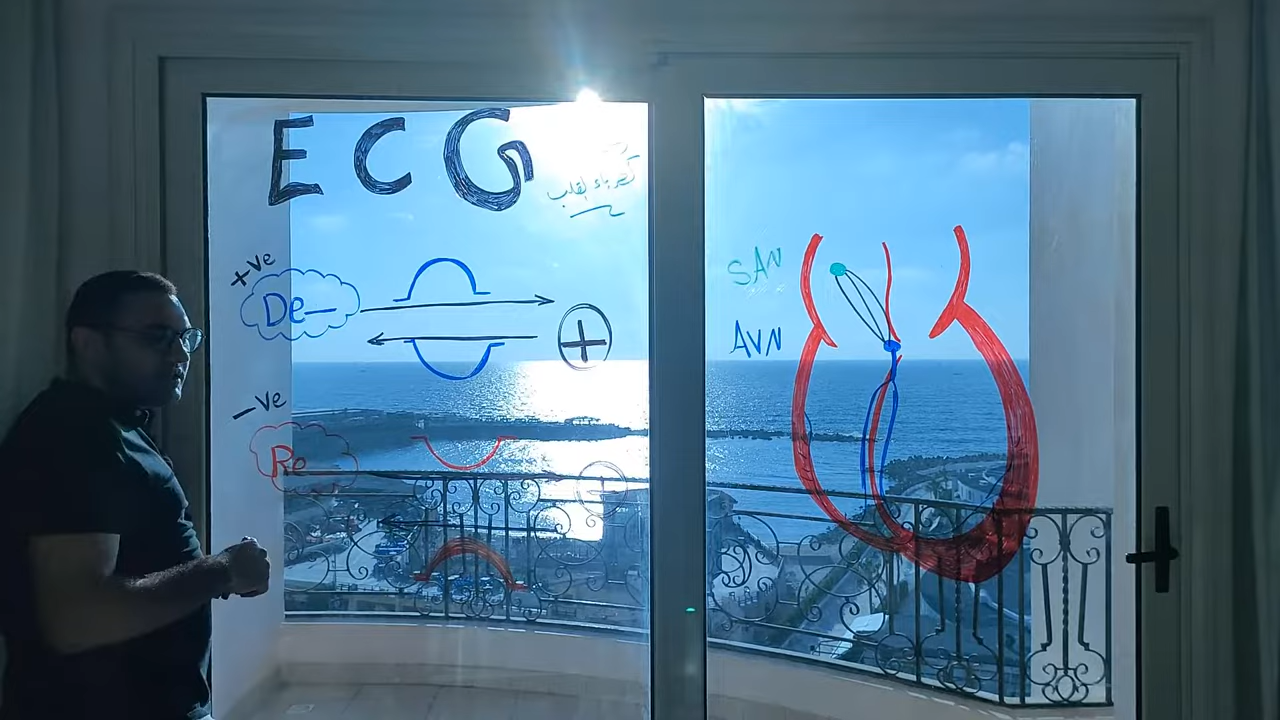 ECG
كهرباء القلب
+ve
De—
+
-ve
Re
+
SAN
AVN